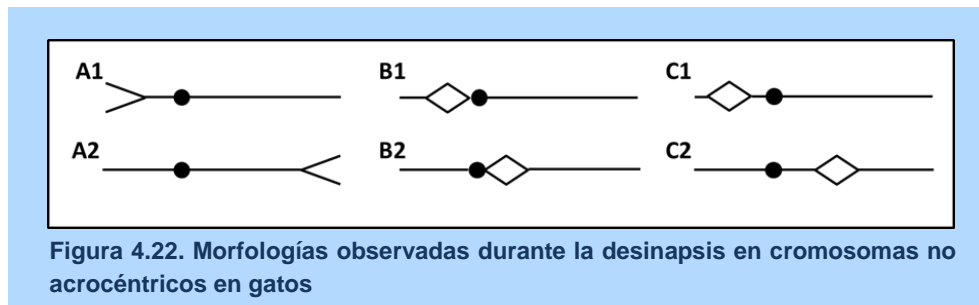 A1 B1 C1
A2 B2 C2
Figura 4.22. Morfologías observadas durante la desinapsis en cromosomas no
acrocéntricos en gatos